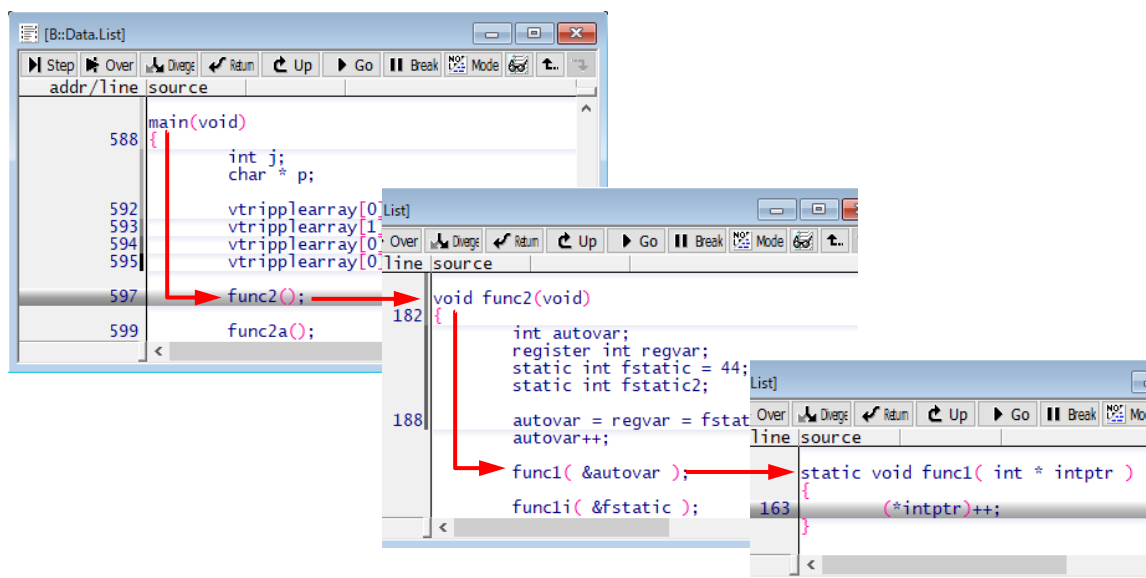 [B::Data.List]
Step Over Diverge Return Up Go Break Mode
addr/line source
main(void)
588 {
int j;
char * p;
592 vtripplearray[0]
593 vtripplearray[1]
594 vtripplearray[0]
595 vtripplearray[0]
597 func2();
599 func2a();
List]
Over Diverge Return Up Go Break Mode
line source
void func2(void)
182 {
int autovar;
register int regvar;
static int fstatic = 44;
static int fstatic2;
188 autovar = regvar = fstat
autovar++;
func1( &autovar );
func1i( &fstatic );
List]
Over Diverge Return Up Go Break Mo
line source
static void func1( int * intptr )
{
163 (*intptr)++;
}